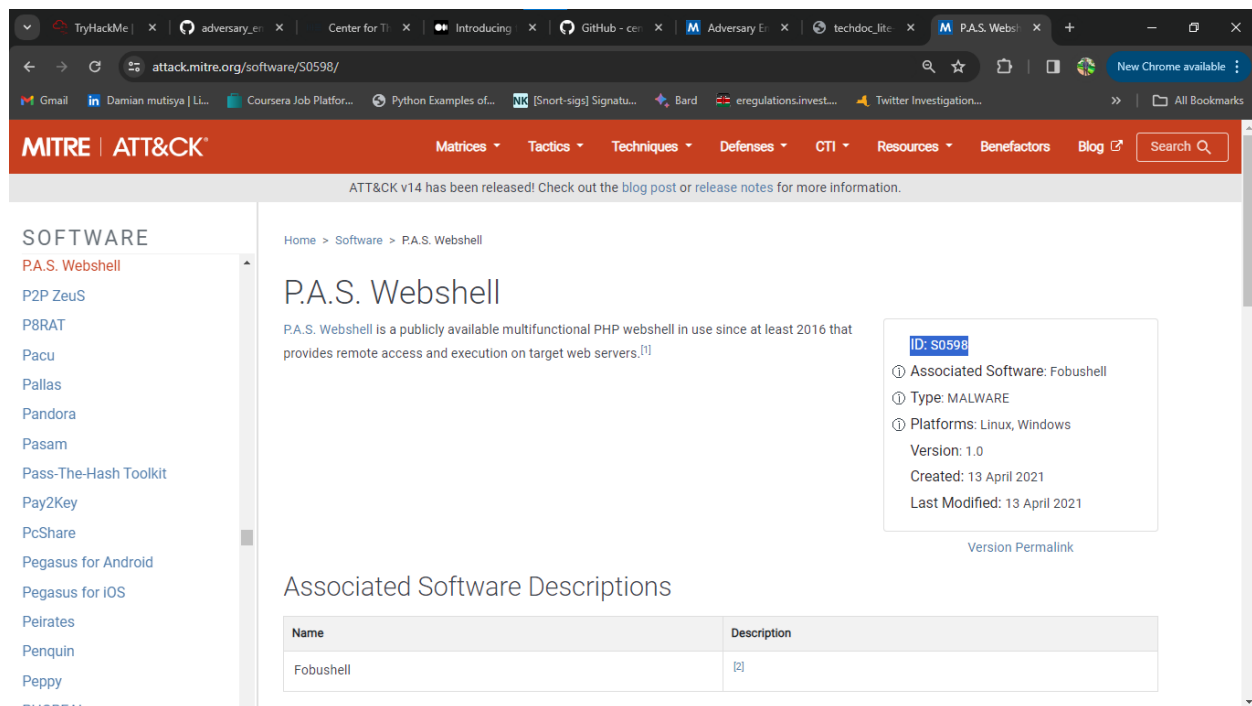 TryHackMe |
adversary_en
Center for Th
Introducing
GitHub - cen
Adversary En
techdoc_lite
P.A.S. Websh
attack.mitre.org/software/S0598/
New Chrome available
Gmail
Damian mutisya | Li...
Coursera Job Platfor...
Python Examples of...
[Snort-sigs] Signatu...
Bard
eregulations.invest....
Twitter Investigation...
All Bookmarks
MITRE | ATT&CK®
Matrices
Tactics
Techniques
Defenses
CTI
Resources
Benefactors
Blog
Search
ATT&CK v14 has been released! Check out the blog post or release notes for more information.
SOFTWARE
P.A.S. Webshell
P2P ZeuS
P8RAT
Pacu
Pallas
Pandora
Pasam
Pass-The-Hash Toolkit
Pay2Key
PcShare
Pegasus for Android
Pegasus for iOS
Peirates
Penquin
Peppy
Home > Software > P.A.S. Webshell
P.A.S. Webshell
P.A.S. Webshell is a publicly available multifunctional PHP webshell in use since at least 2016 that
provides remote access and execution on target web servers.[1]
ID: S0598
Associated Software: Fobushell
Type: MALWARE
Platforms: Linux, Windows
Version: 1.0
Created: 13 April 2021
Last Modified: 13 April 2021
Version Permalink
Associated Software Descriptions
Name
Description
Fobushell
[2]